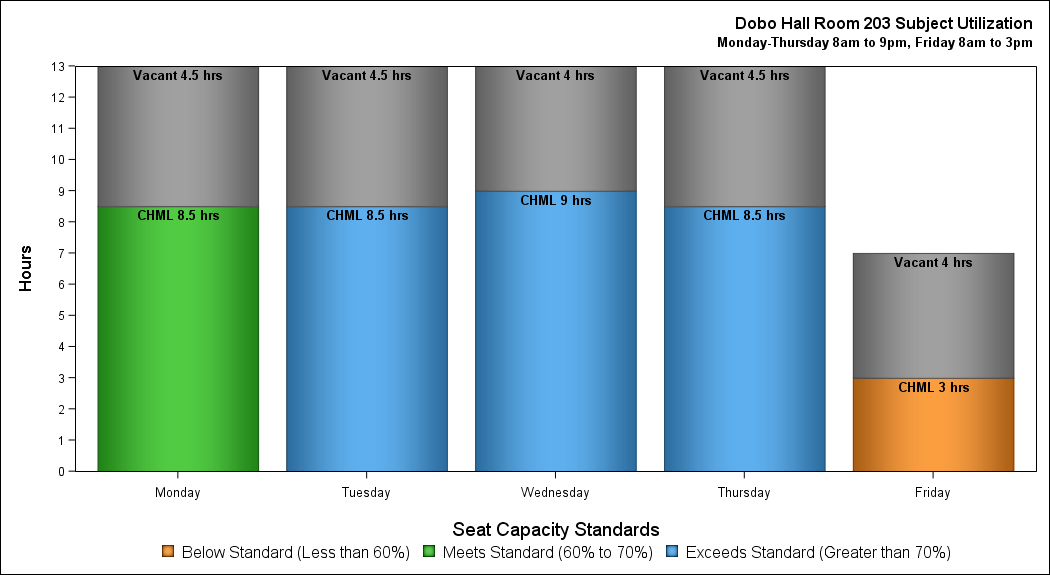 Dobo Hall Room 203 Subject Utilization
Monday-Thursday 8am to 9pm, Friday 8am to 3pm
Hours
13
12
11
10
9
8
7
6
5
4
3
2
1
0
Vacant 4.5 hrs
CHML 8.5 hrs
Vacant 4.5 hrs
CHML 8.5 hrs
Vacant 4 hrs
CHML 9 hrs
Vacant 4.5 hrs
CHML 8.5 hrs
Vacant 4 hrs
CHML 3 hrs
Monday Tuesday Wednesday Thursday Friday
Seat Capacity Standards
Below Standard (Less than 60%) Meets Standard (60% to 70%) Exceeds Standard (Greater than 70%)